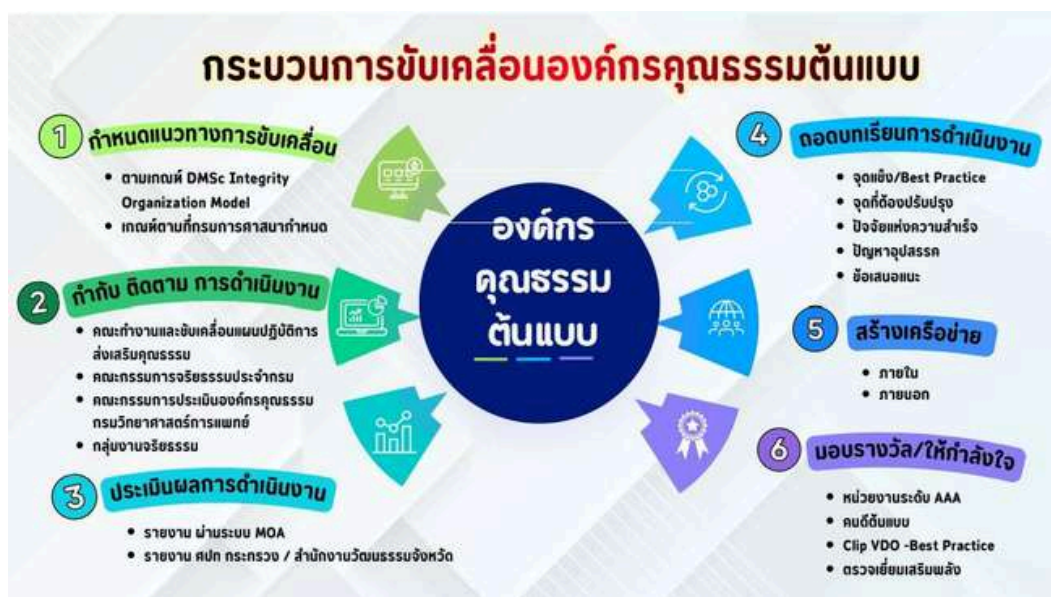 กระบวนการขับเคลื่อนองค์กรคุณธรรมต้นแบบ
องค์กร
คุณธรรม
ต้นแบบ
1 กำหนดแนวทางการขับเคลื่อน
• ตามเกณฑ์ DMSc Integrity
Organization Model
• เกณฑ์ตามที่กรมการศาสนากำหนด
2 กำกับ ติดตาม การดำเนินงาน
• คณะทำงานและขับเคลื่อนแผนปฏิบัติการ
ส่งเสริมคุณธรรม
• คณะกรรมการจริยธรรมประจำกรม
• คณะกรรมการประเมินองค์กรคุณธรรม
กรมวิทยาศาสตร์การแพทย์
• กลุ่มงานจริยธรรม
3 ประเมินผลการดำเนินงาน
• รายงาน ผ่านระบบ MOA
• รายงาน ศปท กระทรวง / สำนักงานวัฒนธรรมจังหวัด
4 ถอดบทเรียนการดำเนินงาน
• จุดแข็ง/Best Practice
• จุดที่ต้องปรับปรุง
• ปัจจัยแห่งความสำเร็จ
• ปัญหาอุปสรรค
• ข้อเสนอแนะ
5 สร้างเครือข่าย
• ภายใน
• ภายนอก
6 มอบรางวัล/ให้กำลังใจ
• หน่วยงานระดับ AAA
• คนดีต้นแบบ
• Clip VDO -Best Practice
• ตรวจเยี่ยมเสริมพลัง